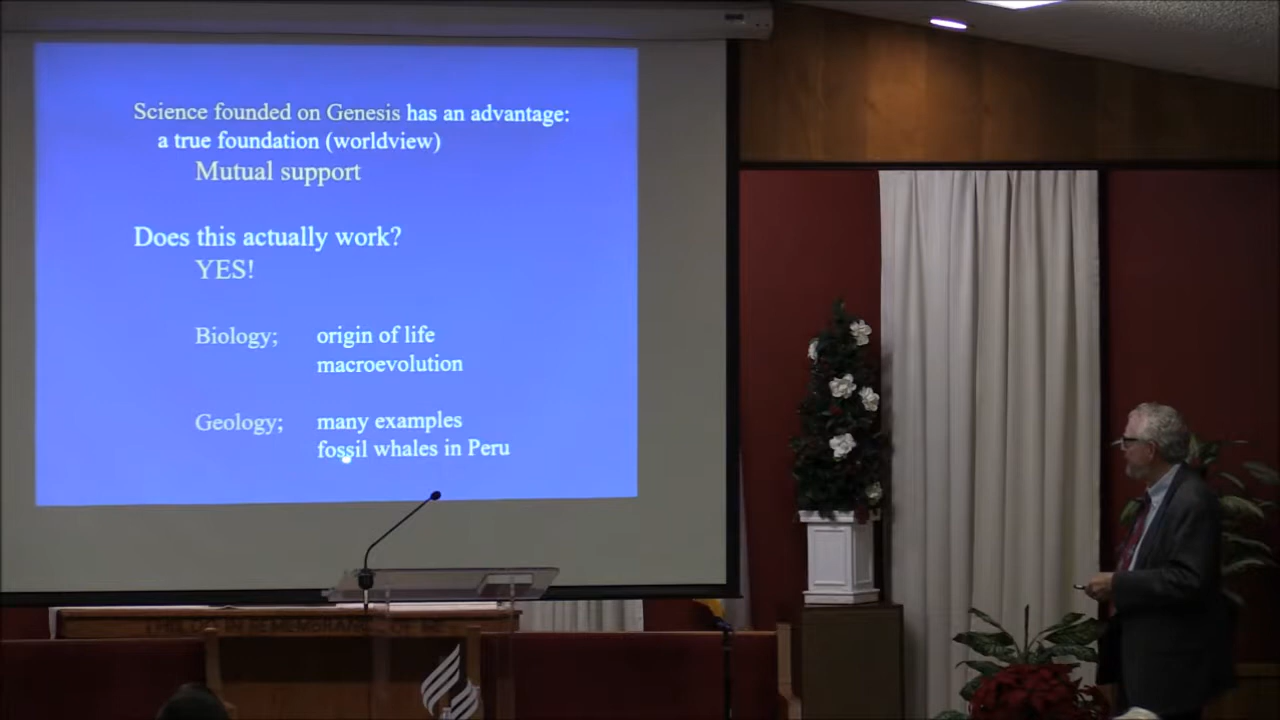 Science founded on Genesis has an advantage:
a true foundation (worldview)
Mutual support
Does this actually work?
YES!
Biology; origin of life
macroevolution
Geology; many examples
fossil whales in Peru